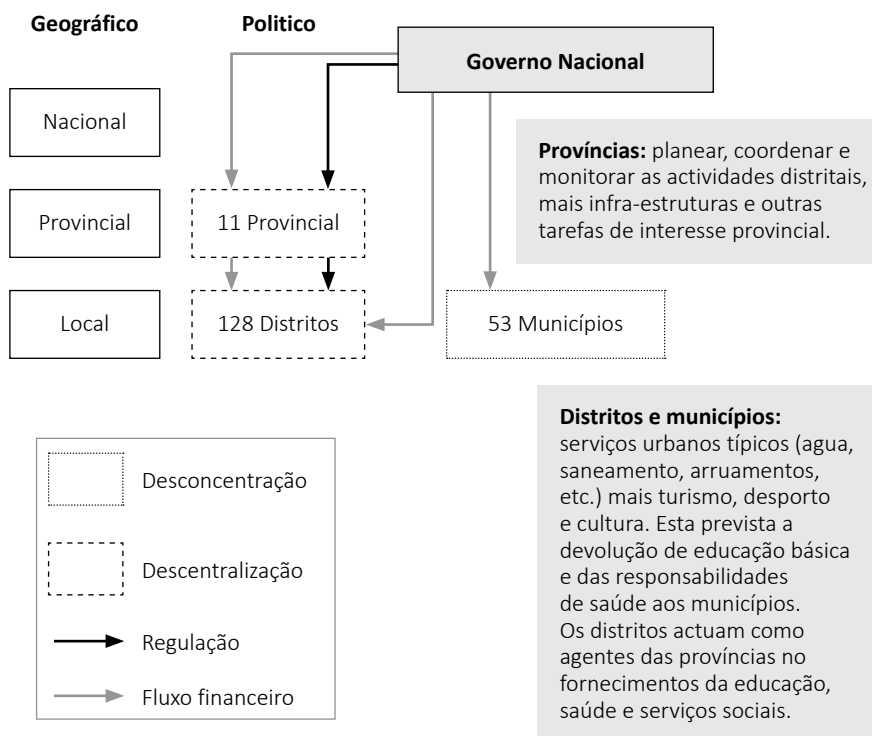 Geográfico
Politico
Governo Nacional
Nacional
Províncias: planear, coordenar e
monitorar as actividades distritais,
mais infra-estruturas e outras
tarefas de interesse provincial.
Provincial
11 Provincial
Local
128 Distritos
53 Municípios
Distritos e municípios:
serviços urbanos típicos (agua,
saneamento, arruamentos,
etc.) mais turismo, desporto
e cultura. Esta prevista a
devolução de educação básica
e das responsabilidades
de saúde aos municípios.
Os distritos actuam como
agentes das províncias no
fornecimentos da educação,
saúde e serviços sociais.
Desconcentração
Descentralização
Regulação
Fluxo financeiro